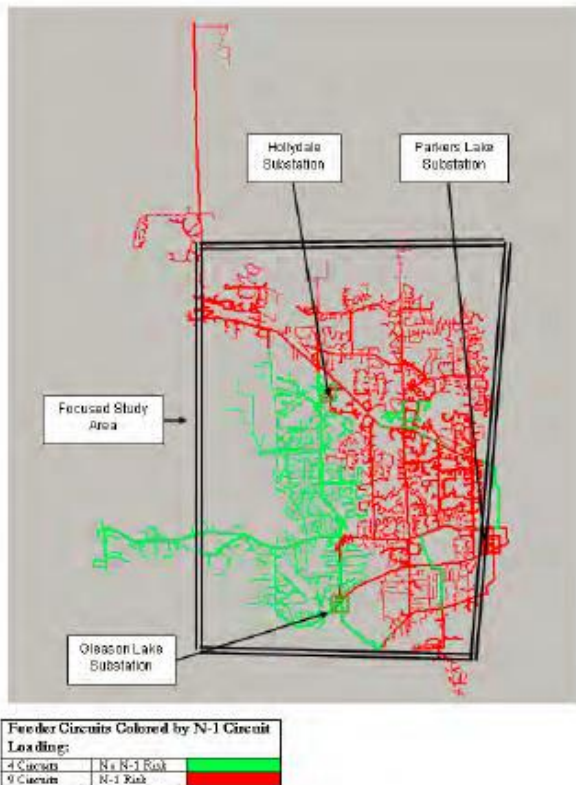 Hollydale
Substation
Parkers Lake
Substation
Focused Study
Area
Gleason Lake
Substation
Feeder Circuits Colored by N-1 Circuit
Loading:
4 Circuits No N-1 Risk
9 Circuits N-1 Risk